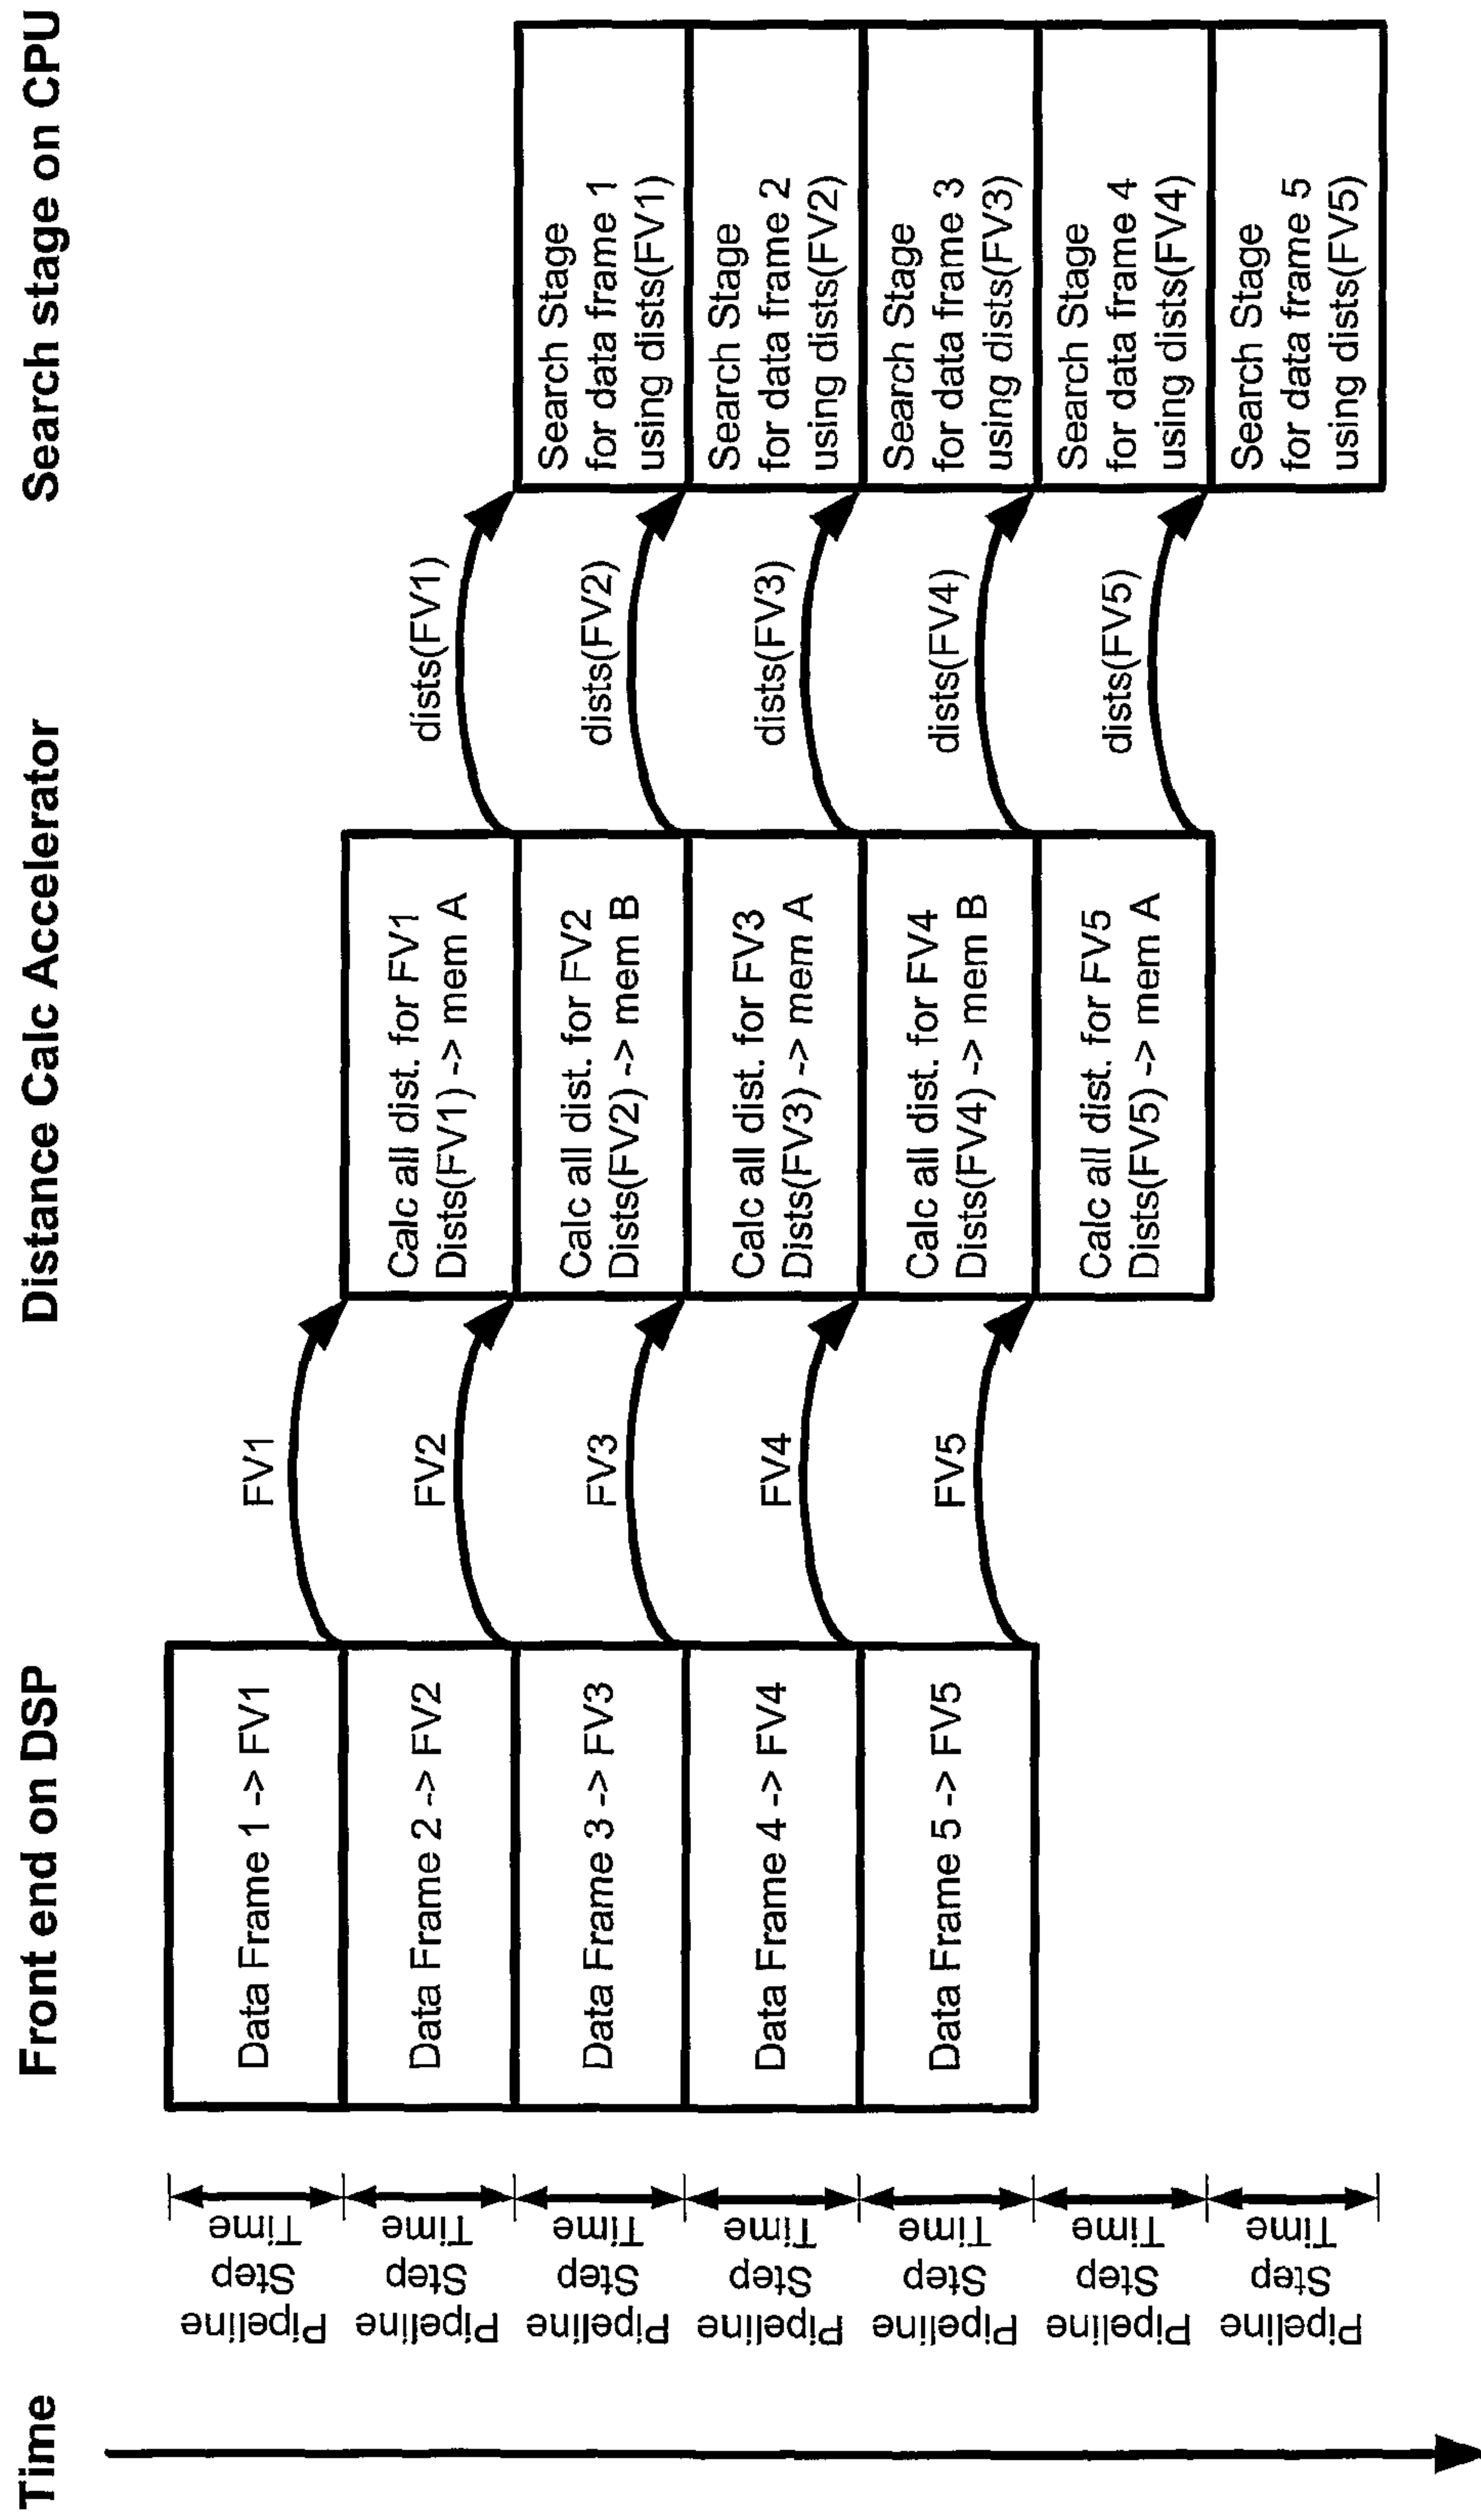 Time
Front end on DSP
Distance Calc Accelerator
Search stage on CPU
Pipeline
Step
Time
Pipeline
Step
Time
Pipeline
Step
Time
Pipeline
Step
Time
Pipeline
Step
Time
Pipeline
Step
Time
Pipeline
Step
Time
Data Frame 1 -> FV1
Data Frame 2 -> FV2
Data Frame 3 -> FV3
Data Frame 4 -> FV4
Data Frame 5 -> FV5
FV1
FV2
FV3
FV4
FV5
Calc all dist. for FV1
Dists(FV1) -> mem A
Calc all dist. for FV2
Dists(FV2) -> mem B
Calc all dist. for FV3
Dists(FV3) -> mem A
Calc all dist. for FV4
Dists(FV4) -> mem B
Calc all dist. for FV5
Dists(FV5) -> mem A
dists(FV1)
dists(FV2)
dists(FV3)
dists(FV4)
dists(FV5)
Search Stage
for data frame 1
using dists(FV1)
Search Stage
for data frame 2
using dists(FV2)
Search Stage
for data frame 3
using dists(FV3)
Search Stage
for data frame 4
using dists(FV4)
Search Stage
for data frame 5
using dists(FV5)